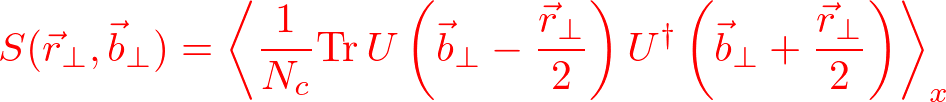 $S(\vec{r}_\perp, \vec{b}_\perp) = \left\langle \frac{1}{N_c} \mathrm{Tr}\, U \left( \vec{b}_\perp - \frac{\vec{r}_\perp}{2} \right) U^\dagger \left( \vec{b}_\perp + \frac{\vec{r}_\perp}{2} \right) \right\rangle_x$